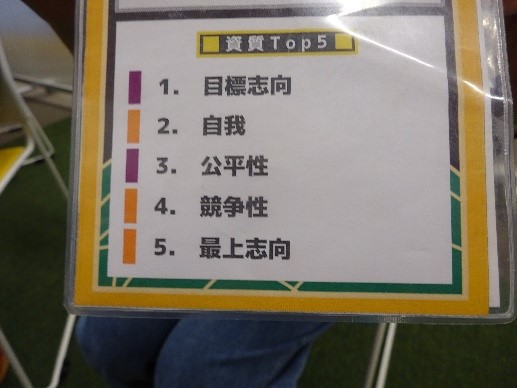 資質Top5
1. 目標志向
2. 自我
3. 公平性
4. 競争性
5. 最上志向